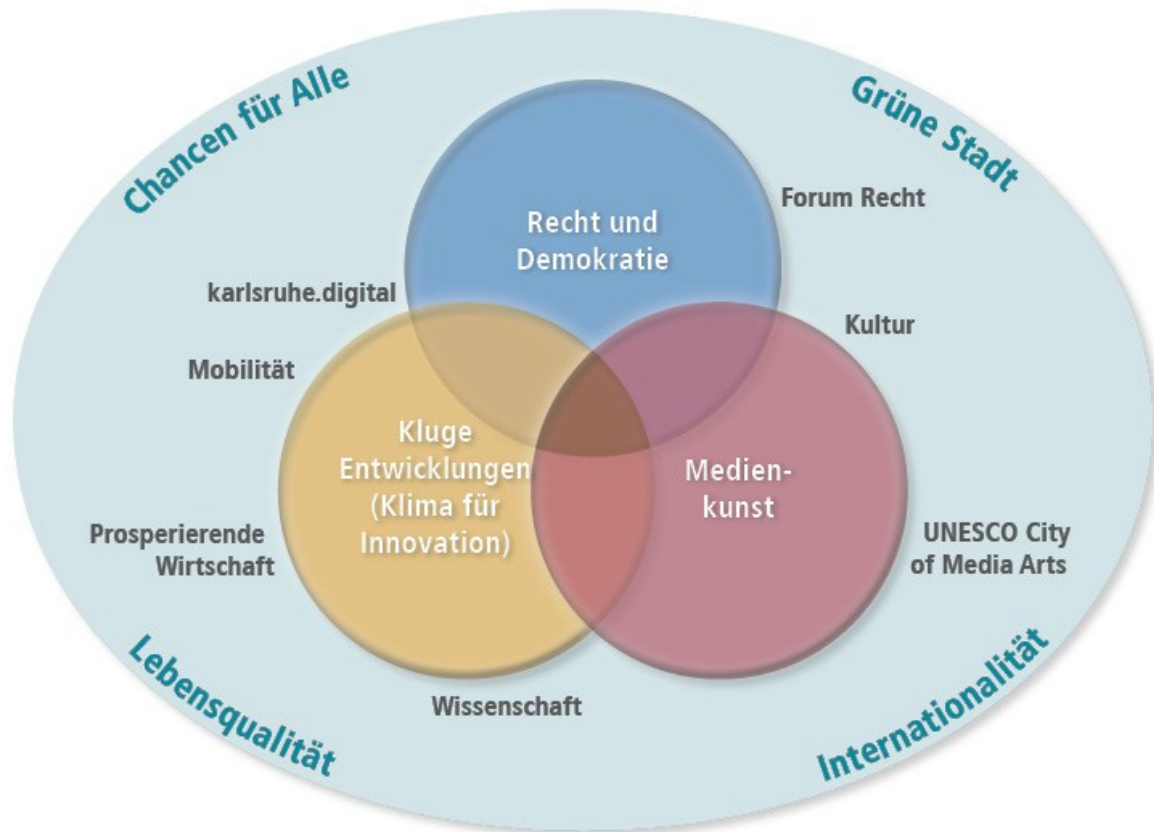 Chancen für Alle
Grüne Stadt
Forum Recht
Recht und
Demokratie
karlsruhe.digital
Kultur
Mobilität
Kluge
Entwicklungen
(Klima für
Innovation)
Medien-
kunst
Prosperierende
Wirtschaft
UNESCO City
of Media Arts
Lebensqualität
Wissenschaft
Internationalität